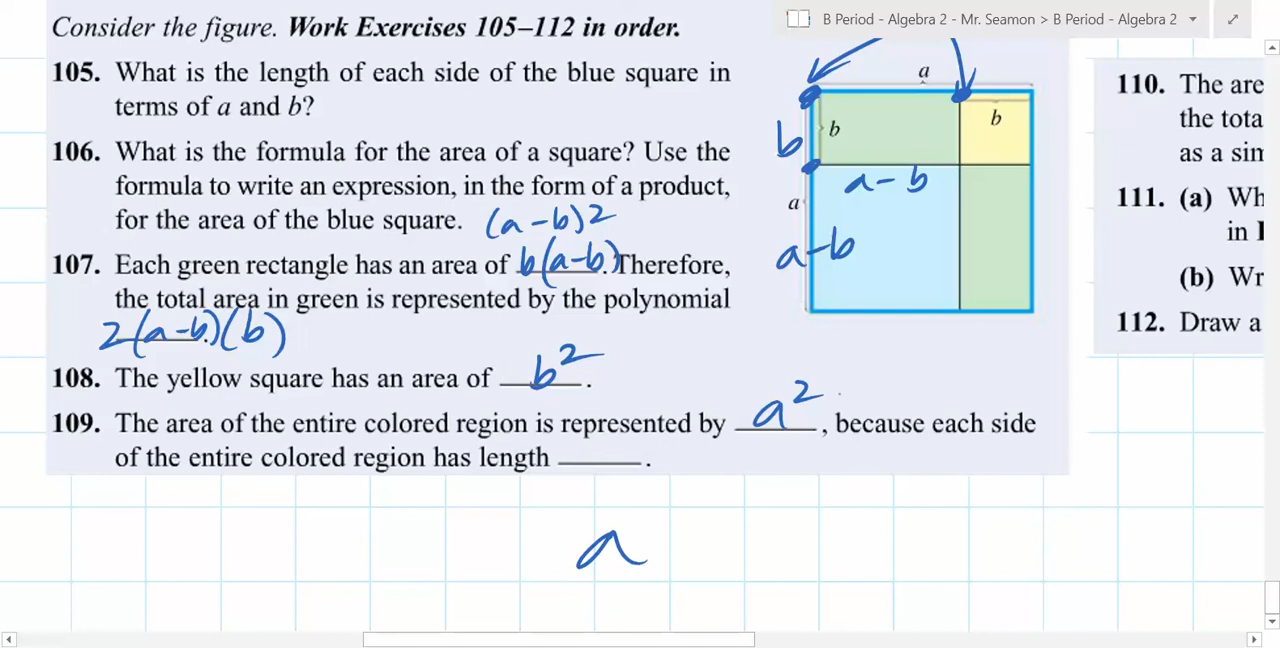 B Period - Algebra 2 - Mr. Seamon > B Period - Algebra 2
Consider the figure. Work Exercises 105–112 in order.
105. What is the length of each side of the blue square in
terms of a and b?
106. What is the formula for the area of a square? Use the
formula to write an expression, in the form of a product,
for the area of the blue square. (a-b)2
107. Each green rectangle has an area of b(a-b). Therefore,
the total area in green is represented by the polynomial
2(a-b)(b).
108. The yellow square has an area of b².
109. The area of the entire colored region is represented by a², because each side
of the entire colored region has length ____.
a
a
b
b
b
a-b
a
a-b
110. The are
the tota
as a sim
111. (a) Wh
in
(b) Wr
112. Draw a